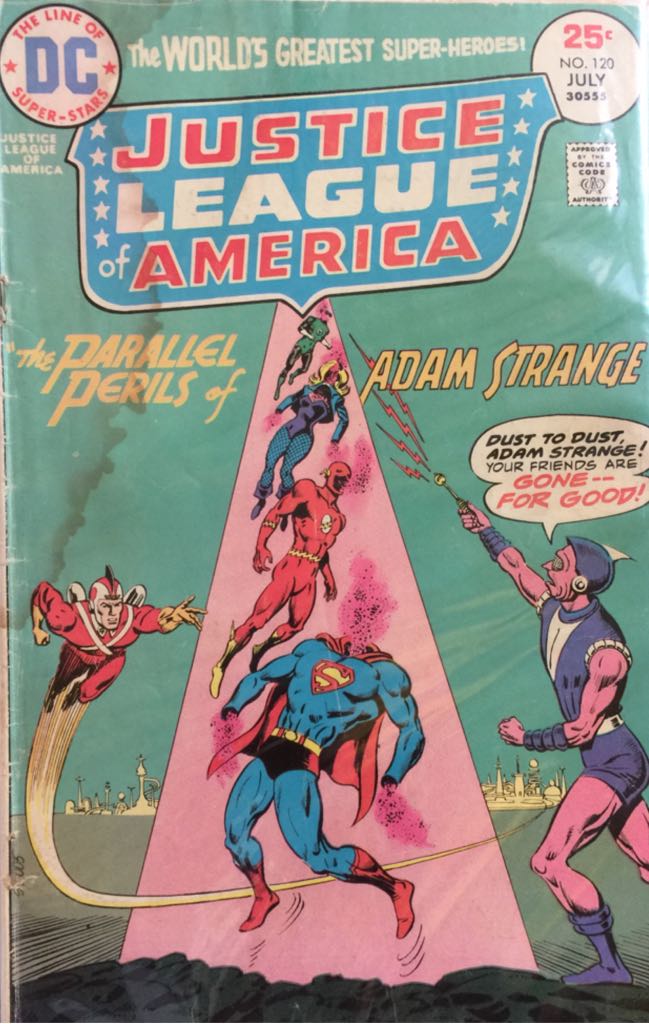 THE LINE OF
DC
SUPER-STARS
The WORLD'S GREATEST SUPER-HEROES!
25¢
NO. 120
JULY
30555
JUSTICE
LEAGUE
OF
AMERICA
APPROVED
BY THE
COMICS
CODE
AUTHORITY
JUSTICE
LEAGUE
of AMERICA
"The PARALLEL
PERILS of
ADAM STRANGE
DUST TO DUST,
ADAM STRANGE!
YOUR FRIENDS ARE
GONE--
FOR GOOD!
S